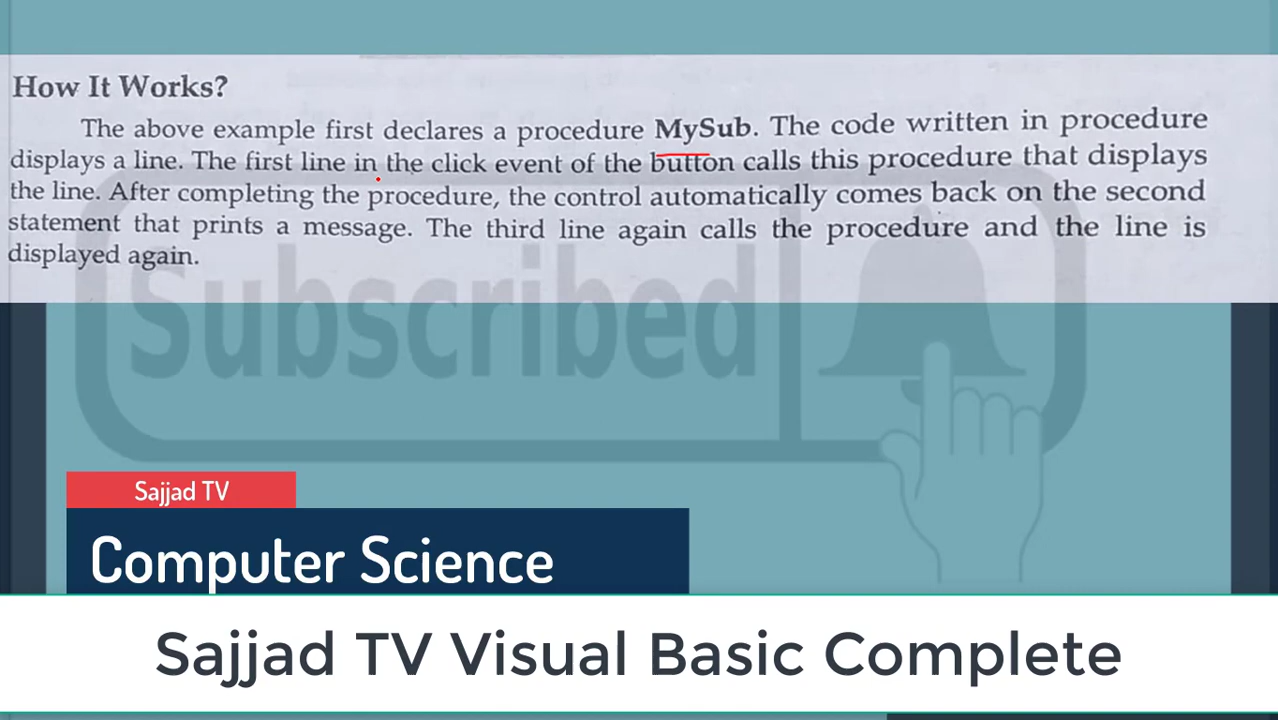 How It Works?
The above example first declares a procedure MySub. The code written in procedure
displays a line. The first line in the click event of the button calls this procedure that displays
the line. After completing the procedure, the control automatically comes back on the second
statement that prints a message. The third line again calls the procedure and the line is
displayed again.
Subscribed
Sajjad TV
Computer Science
Sajjad TV Visual Basic Complete